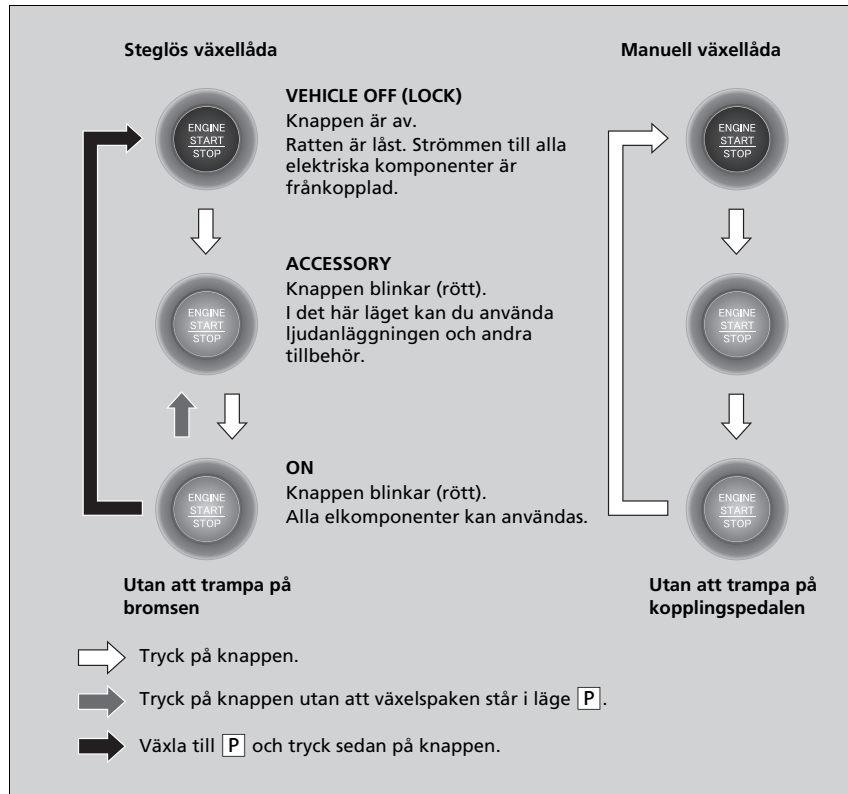 Steglös växellåda
Manuell växellåda
ENGINE
START
STOP
VEHICLE OFF (LOCK)
Knappen är av.
Ratten är låst. Strömmen till alla
elektriska komponenter är
frånkopplad.
ENGINE
START
STOP
ENGINE
START
STOP
ACCESSORY
Knappen blinkar (rött).
I det här läget kan du använda
ljudanläggningen och andra
tillbehör.
ENGINE
START
STOP
ENGINE
START
STOP
ON
Knappen blinkar (rött).
Alla elkomponenter kan användas.
ENGINE
START
STOP
Utan att trampa på
bromsen
Utan att trampa på
kopplingspedalen
Tryck på knappen.
Tryck på knappen utan att växelspaken står i läge P.
Växla till P och tryck sedan på knappen.